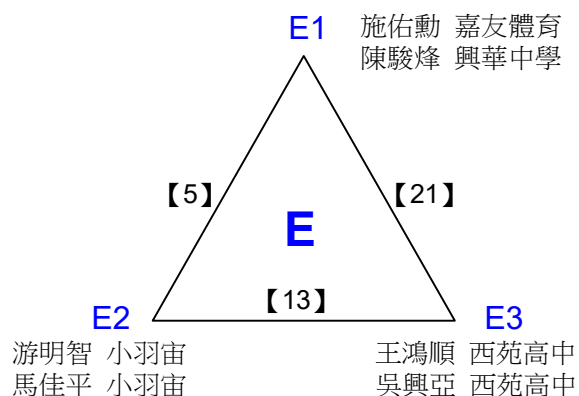 E1 施佑勳 嘉友體育
陳駿烽 興華中學
【5】 【21】
E
【13】
E2 E3
游明智 小羽宙 王鴻順 西苑高中
馬佳平 小羽宙 吳興亞 西苑高中